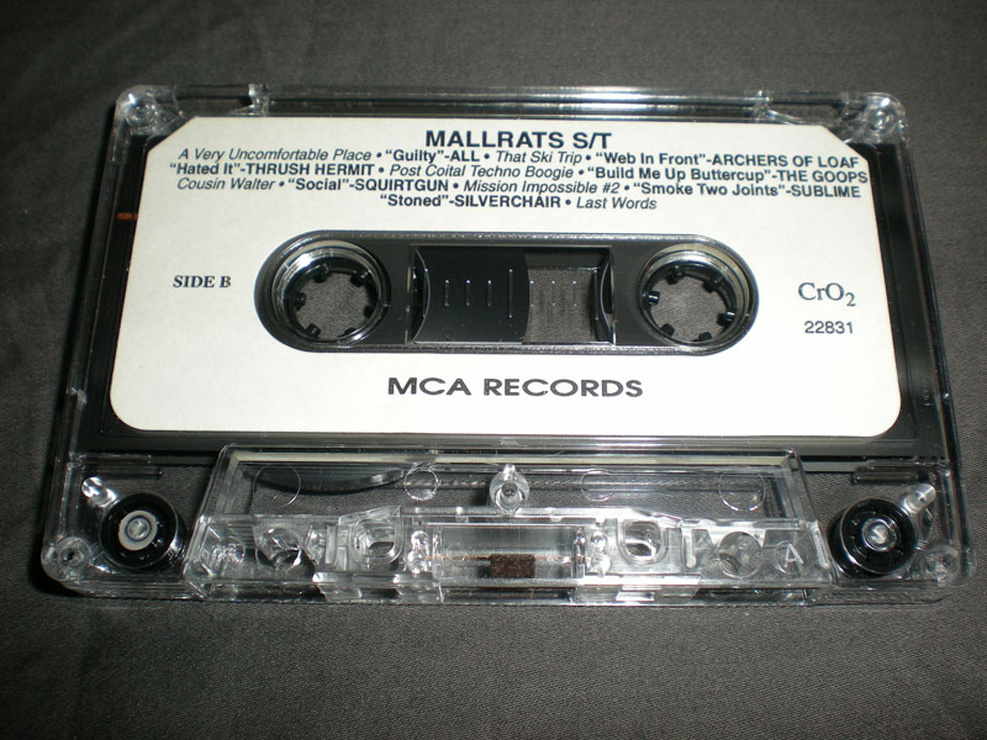 MALLRATS S/T
A Very Uncomfortable Place • "Guilty"-ALL • That Ski Trip • "Web In Front"-ARCHERS OF LOAF
"Hated It"-THRUSH HERMIT • Post Coital Techno Boogie • "Build Me Up Buttercup"-THE GOOPS
Cousin Walter • "Social"-SQUIRTGUN • Mission Impossible #2 • "Smoke Two Joints"-SUBLIME
"Stoned"-SILVERCHAIR • Last Words
SIDE B
CrO2
22831
MCA RECORDS
A